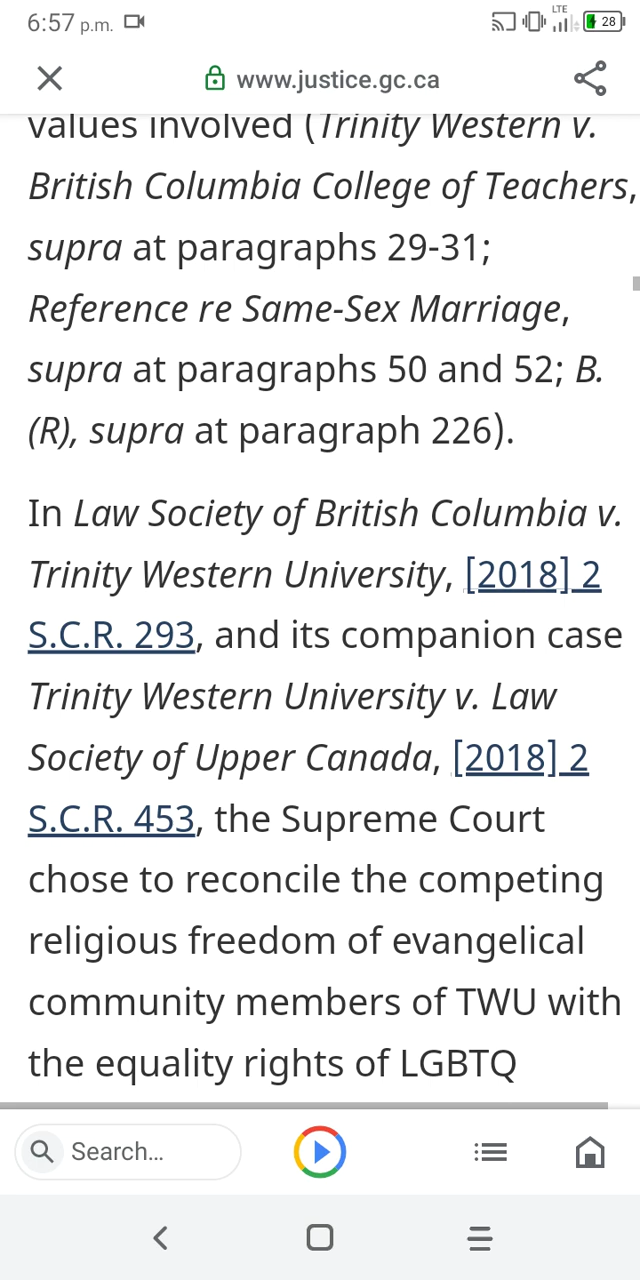 6:57 p.m. LTE 28
www.justice.gc.ca
values involved (Trinity Western v.
British Columbia College of Teachers,
supra at paragraphs 29-31;
Reference re Same-Sex Marriage,
supra at paragraphs 50 and 52; B.
(R), supra at paragraph 226).
In Law Society of British Columbia v.
Trinity Western University, [2018] 2
S.C.R. 293, and its companion case
Trinity Western University v. Law
Society of Upper Canada, [2018] 2
S.C.R. 453, the Supreme Court
chose to reconcile the competing
religious freedom of evangelical
community members of TWU with
the equality rights of LGBTQ
Search...